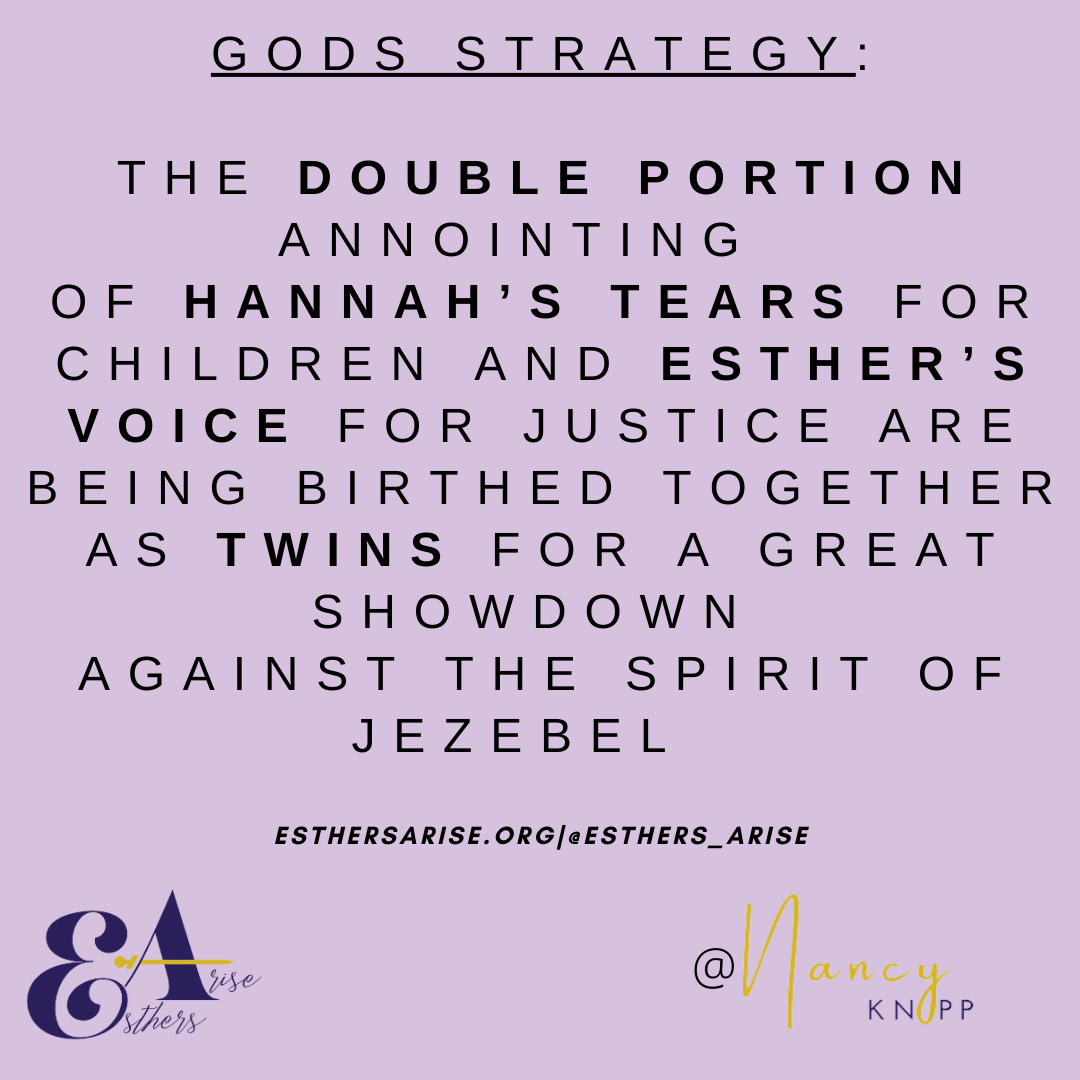 GODS STRATEGY:
THE DOUBLE PORTION
ANNOINTING
OF HANNAH’S TEARS FOR
CHILDREN AND ESTHER’S
VOICE FOR JUSTICE ARE
BEING BIRTHED TOGETHER
AS TWINS FOR A GREAT
SHOWDOWN
AGAINST THE SPIRIT OF
JEZEBEL
ESTHERSARISE.ORG|@ESTHERS_ARISE
Esthers
Arise
@Nancy
KNOPP